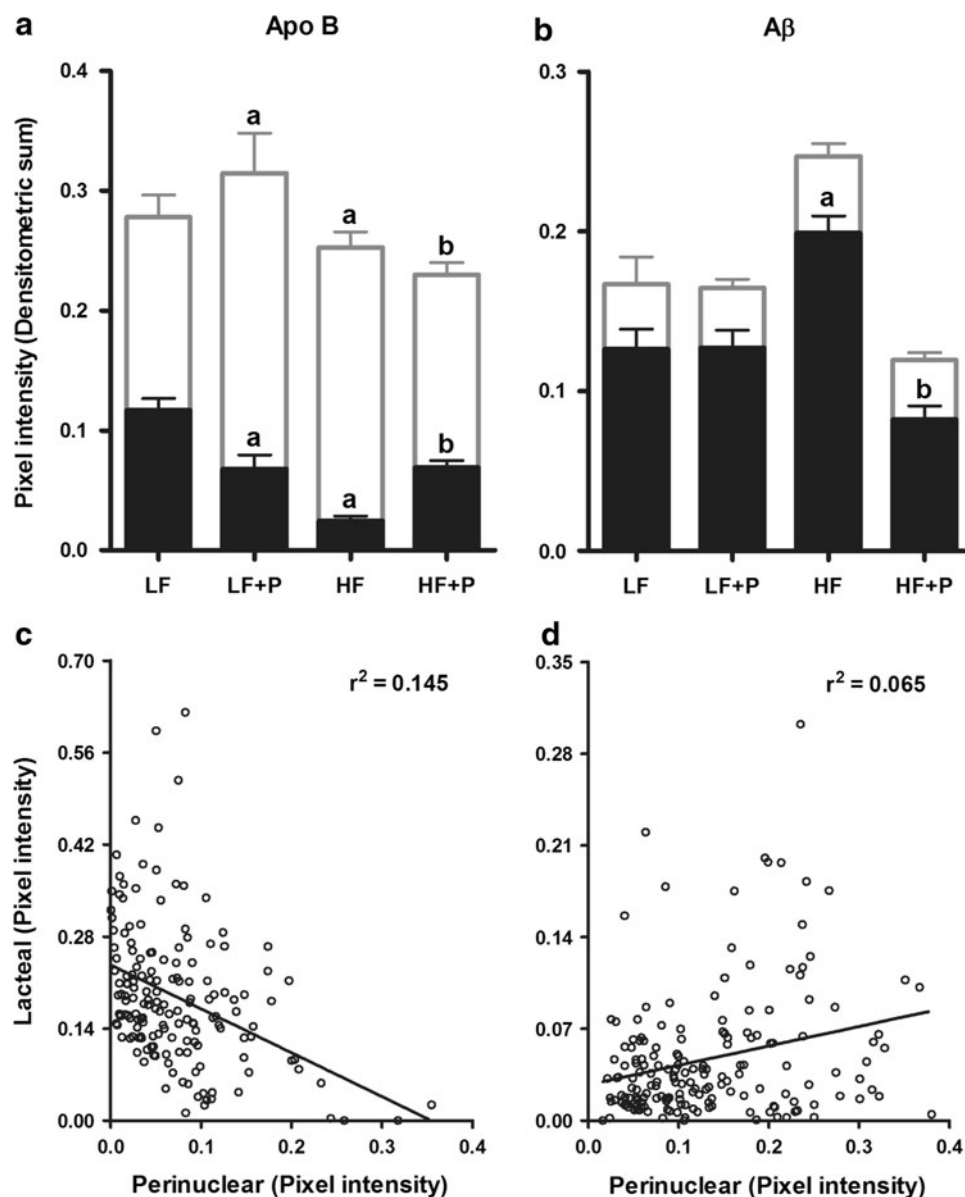 a
Apo B
b
Aβ
Pixel intensity (Densitometric sum)
0.4
0.3
0.2
0.1
0.0
a
a
b
a
a
b
LF
LF+P
HF
HF+P
0.3
0.2
0.1
0.0
a
b
LF
LF+P
HF
HF+P
c
Lacteal (Pixel intensity)
0.70
0.56
0.42
0.28
0.14
0.00
r² = 0.145
0.0
0.1
0.2
0.3
0.4
Perinuclear (Pixel intensity)
d
0.35
0.28
0.21
0.14
0.07
0.00
r² = 0.065
0.0
0.1
0.2
0.3
0.4
Perinuclear (Pixel intensity)